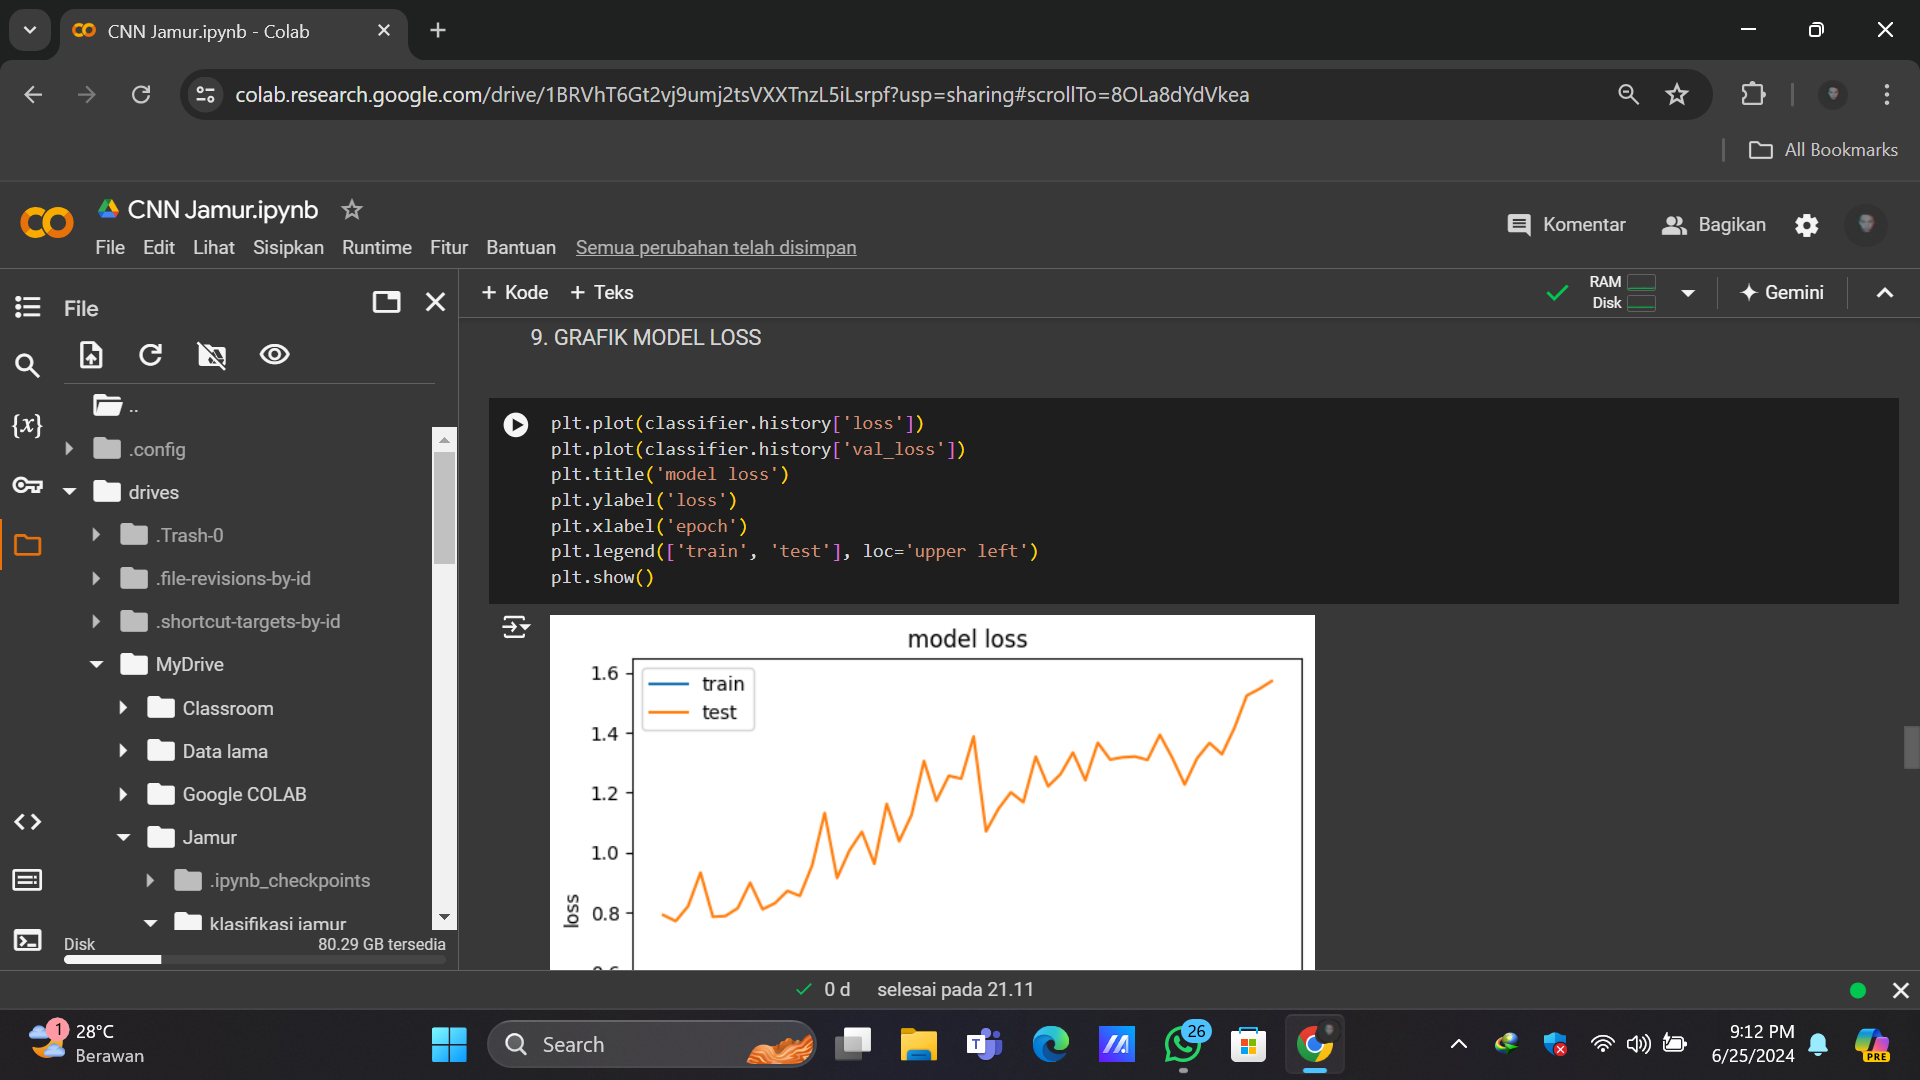 CNN Jamur.ipynb - Colab
colab.research.google.com/drive/1BRVhT6Gt2vj9umj2tsVXXTnzL5iLsrpf?usp=sharing#scrollTo=8OLa8dYdVkea
All Bookmarks
CNN Jamur.ipynb
Komentar
Bagikan
File Edit Lihat Sisipkan Runtime Fitur Bantuan Semua perubahan telah disimpan
File
+ Kode + Teks
RAM
Disk
Gemini
9. GRAFIK MODEL LOSS
..
.config
drives
.Trash-0
.file-revisions-by-id
.shortcut-targets-by-id
MyDrive
Classroom
Data lama
Google COLAB
Jamur
.ipynb_checkpoints
klasifikasi jamur
Disk 80.29 GB tersedia
{x}
plt.plot(classifier.history['loss'])
plt.plot(classifier.history['val_loss'])
plt.title('model loss')
plt.ylabel('loss')
plt.xlabel('epoch')
plt.legend(['train', 'test'], loc='upper left')
plt.show()
model loss
train
test
1.6
1.4
1.2
1.0
0.8
0.6
loss
0 d selesai pada 21.11
1
28°C
Berawan
Search
T
26
9:12 PM
6/25/2024
PRE